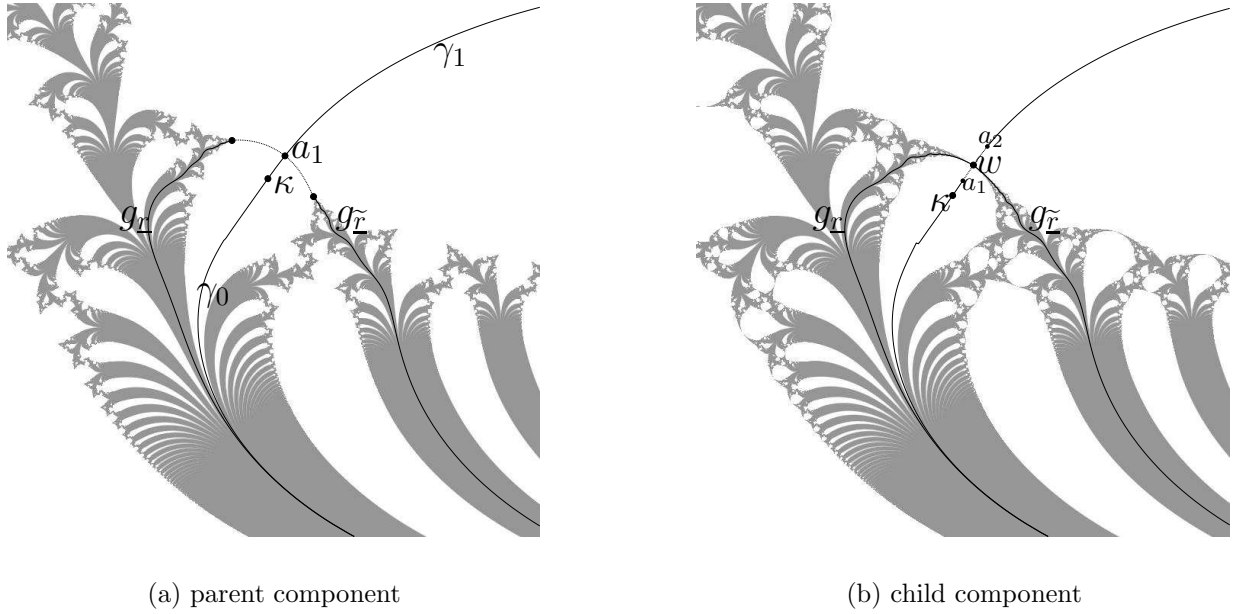 γ₁
a₁
κ
g_r̲
g_r̲̃
γ₀
(a) parent component
a₂
w
a₁
κ
g_r̲
g_r̲̃
(b) child component